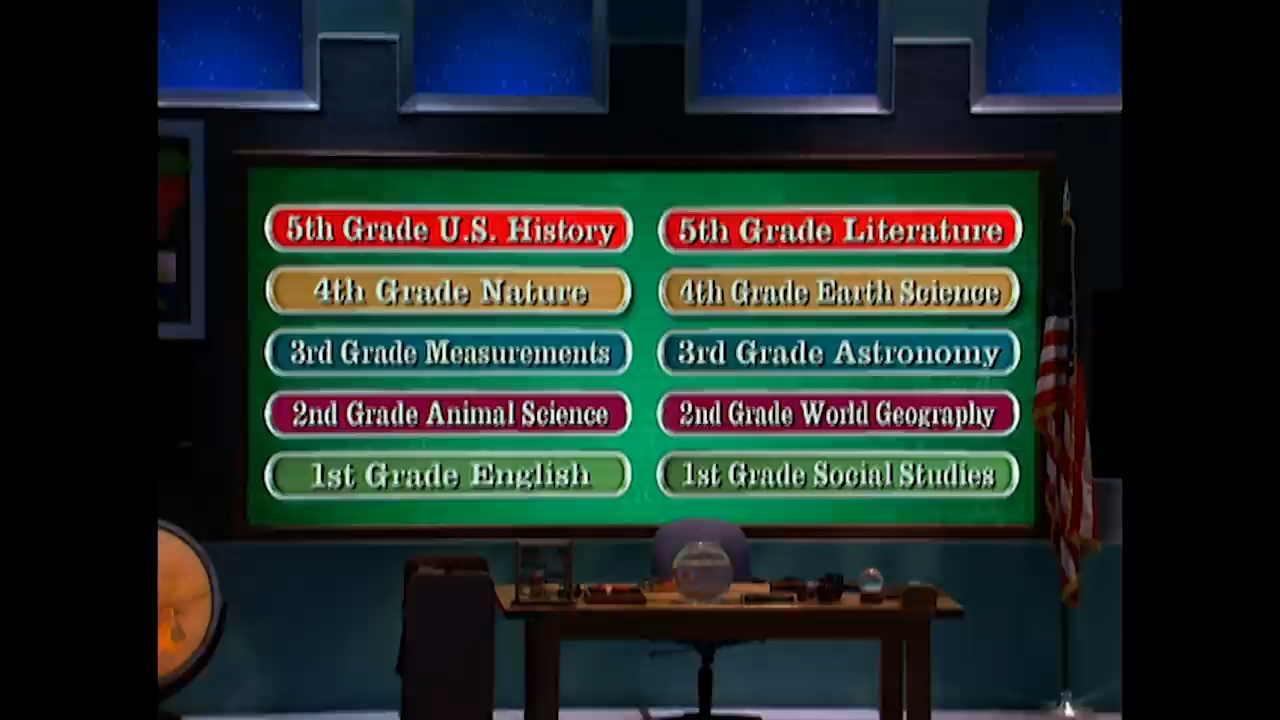 5th Grade U.S. History
5th Grade Literature
4th Grade Nature
4th Grade Earth Science
3rd Grade Measurements
3rd Grade Astronomy
2nd Grade Animal Science
2nd Grade World Geography
1st Grade English
1st Grade Social Studies